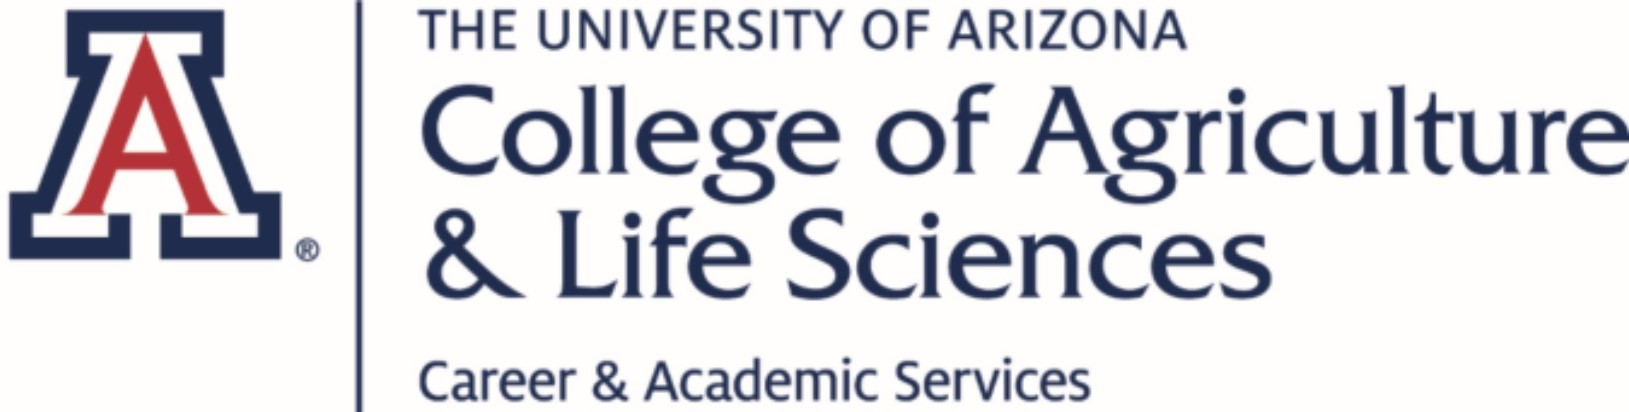 A ®
THE UNIVERSITY OF ARIZONA
College of Agriculture
& Life Sciences
Career & Academic Services